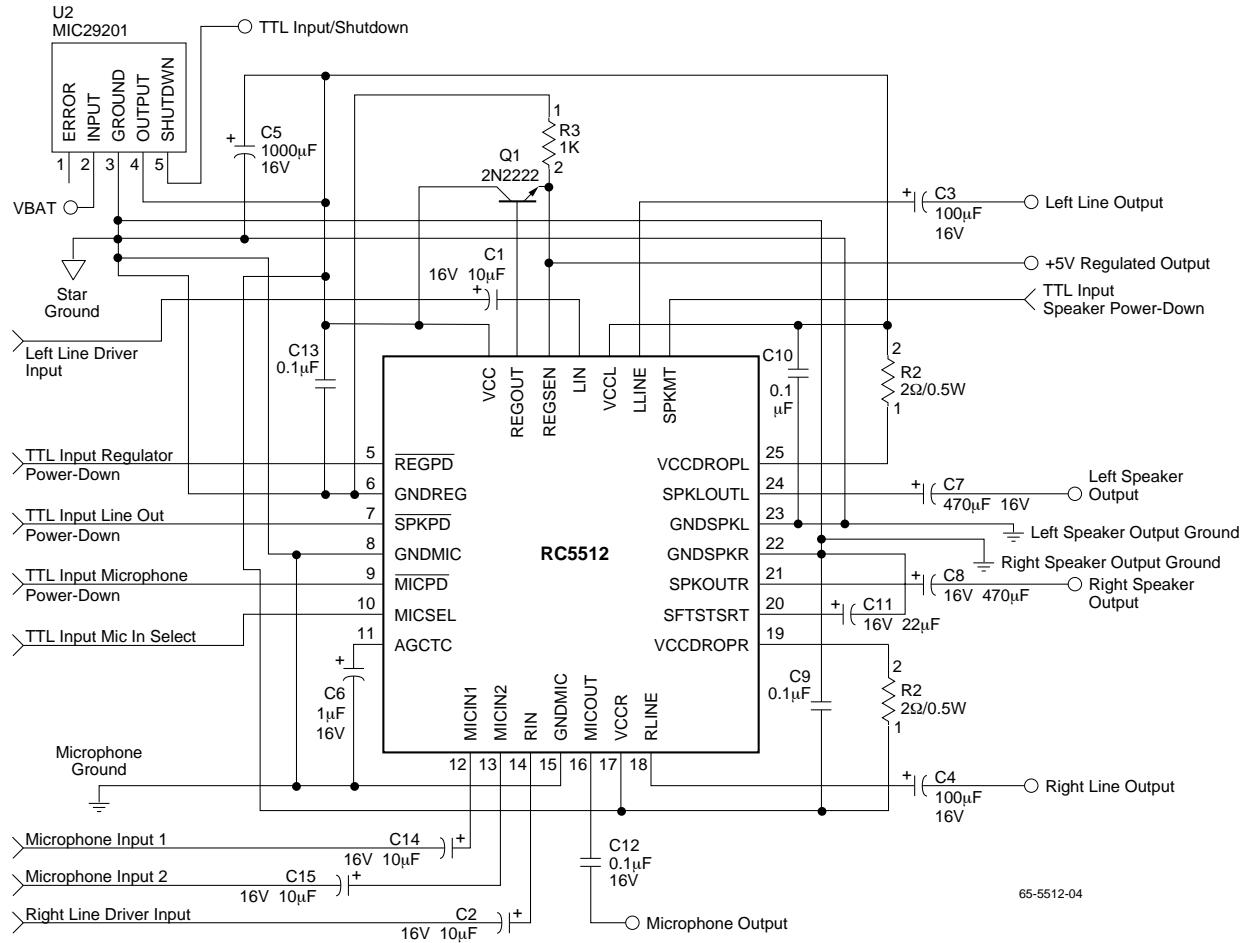 U2
MIC29201
TTL Input/Shutdown
ERROR
INPUT
GROUND
OUTPUT
SHUTDWN
1
2
3
4
5
VBAT
Star
Ground
+
C5
1000µF
16V
1
R3
1K
2
Q1
2N2222
+
C3
100µF
16V
Left Line Output
C1
16V 10µF
+
+5V Regulated Output
TTL Input
Speaker Power-Down
Left Line Driver
Input
C13
0.1µF
C10
0.1
µF
2
R2
2Ω/0.5W
1
VCC
REGOUT
REGSEN
LIN
VCCL
LLINE
SPKMT
TTL Input Regulator
Power-Down
5
REGPD
6
GNDREG
TTL Input Line Out
Power-Down
7
SPKPD
8
GNDMIC
TTL Input Microphone
Power-Down
9
MICPD
10
MICSEL
TTL Input Mic In Select
11
AGCTC
RC5512
VCCDROPL
25
SPKLOUTL
24
GNDSPKL
23
GNDSPKR
22
SPKOUTR
21
SFTSTSRT
20
VCCDROPR
19
+
C7
470µF 16V
Left Speaker
Output
Left Speaker Output Ground
Right Speaker Output Ground
+
C8
16V 470µF
Right Speaker
Output
+
C11
16V 22µF
C9
0.1µF
2
R2
2Ω/0.5W
1
+
C6
1µF
16V
MICIN1
MICIN2
RIN
GNDMIC
MICOUT
VCCR
RLINE
12
13
14
15
16
17
18
Microphone
Ground
+
C4
100µF
16V
Right Line Output
Microphone Input 1
C14
16V 10µF
+
Microphone Input 2
C15
16V 10µF
+
Right Line Driver Input
C2
16V 10µF
+
C12
0.1µF
16V
Microphone Output
65-5512-04